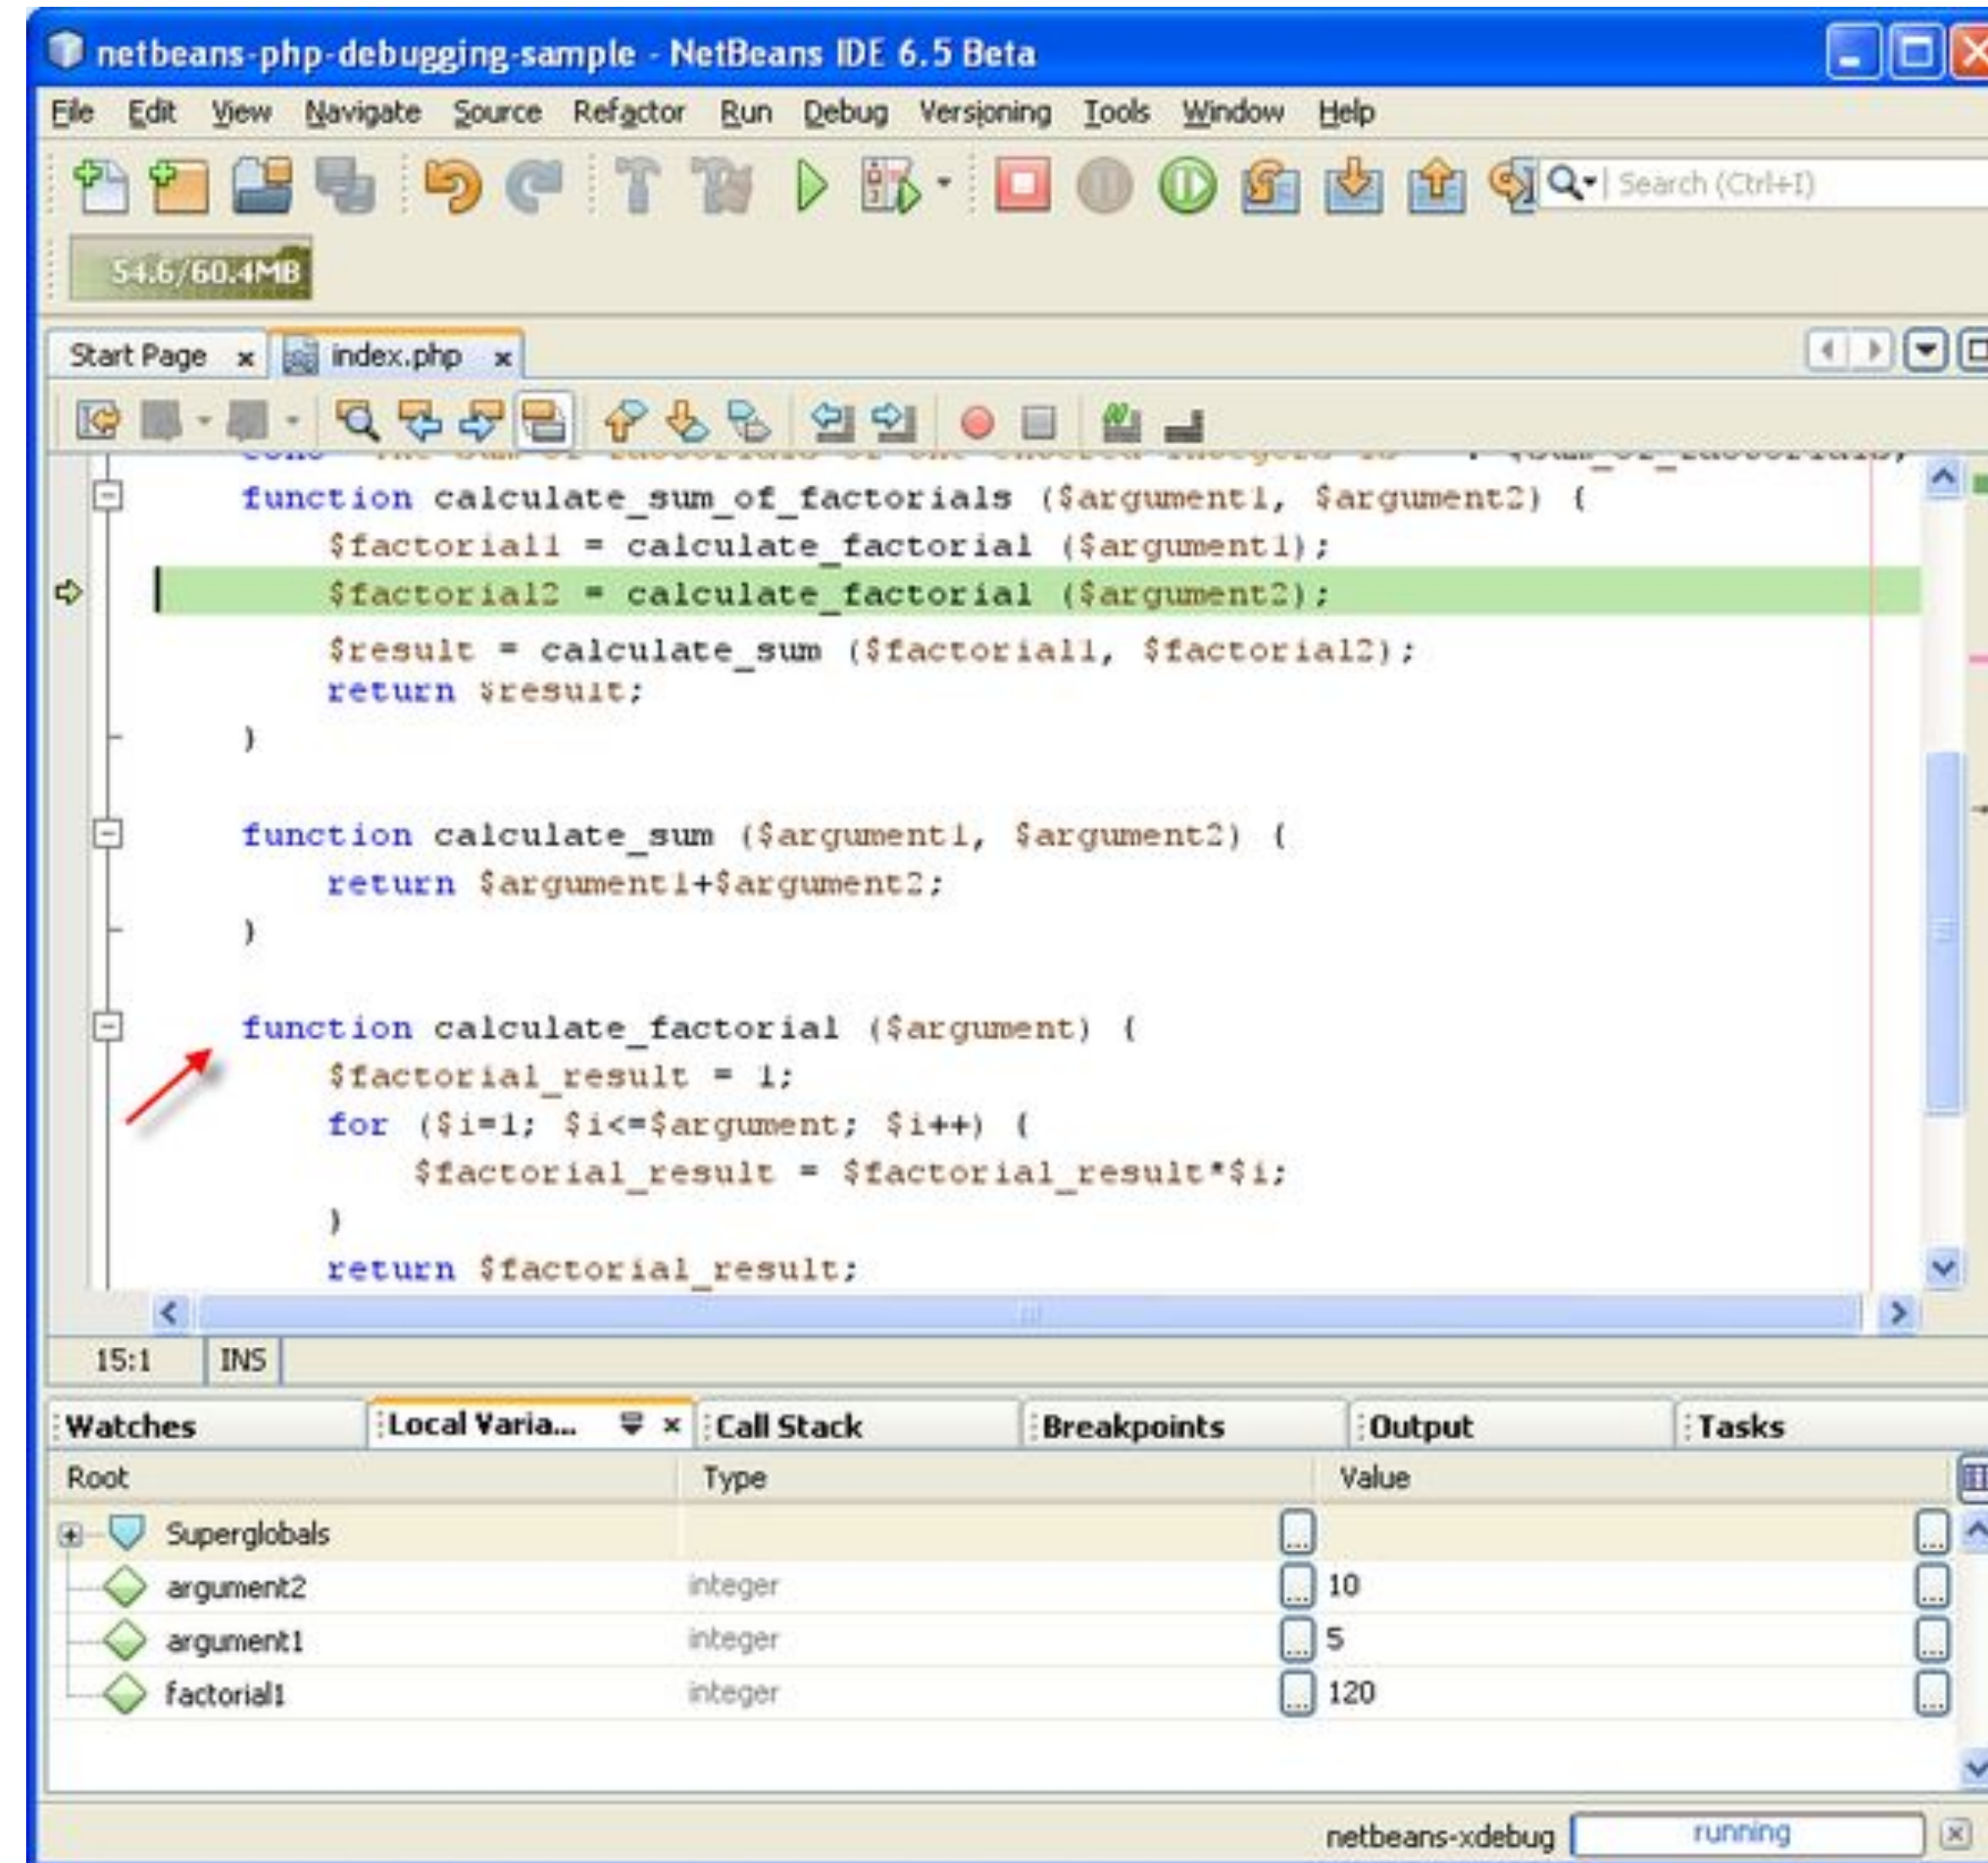 netbeans-php-debugging-sample - NetBeans IDE 6.5 Beta
File Edit View Navigate Source Refactor Run Debug Versioning Tools Window Help
Search (Ctrl+I)
54.6/60.4MB
Start Page index.php
function calculate_sum_of_factorials ($argument1, $argument2) {
$factorial1 = calculate_factorial ($argument1);
$factorial2 = calculate_factorial ($argument2);
$result = calculate_sum ($factorial1, $factorial2);
return $result;
}
function calculate_sum ($argument1, $argument2) {
return $argument1+$argument2;
}
function calculate_factorial ($argument) {
$factorial_result = 1;
for ($i=1; $i<=$argument; $i++) {
$factorial_result = $factorial_result*$i;
}
return $factorial_result;
15:1 INS
Watches Local Varia... Call Stack Breakpoints Output Tasks
Root Type Value
Superglobals
argument2 integer 10
argument1 integer 5
factorial1 integer 120
netbeans-xdebug running